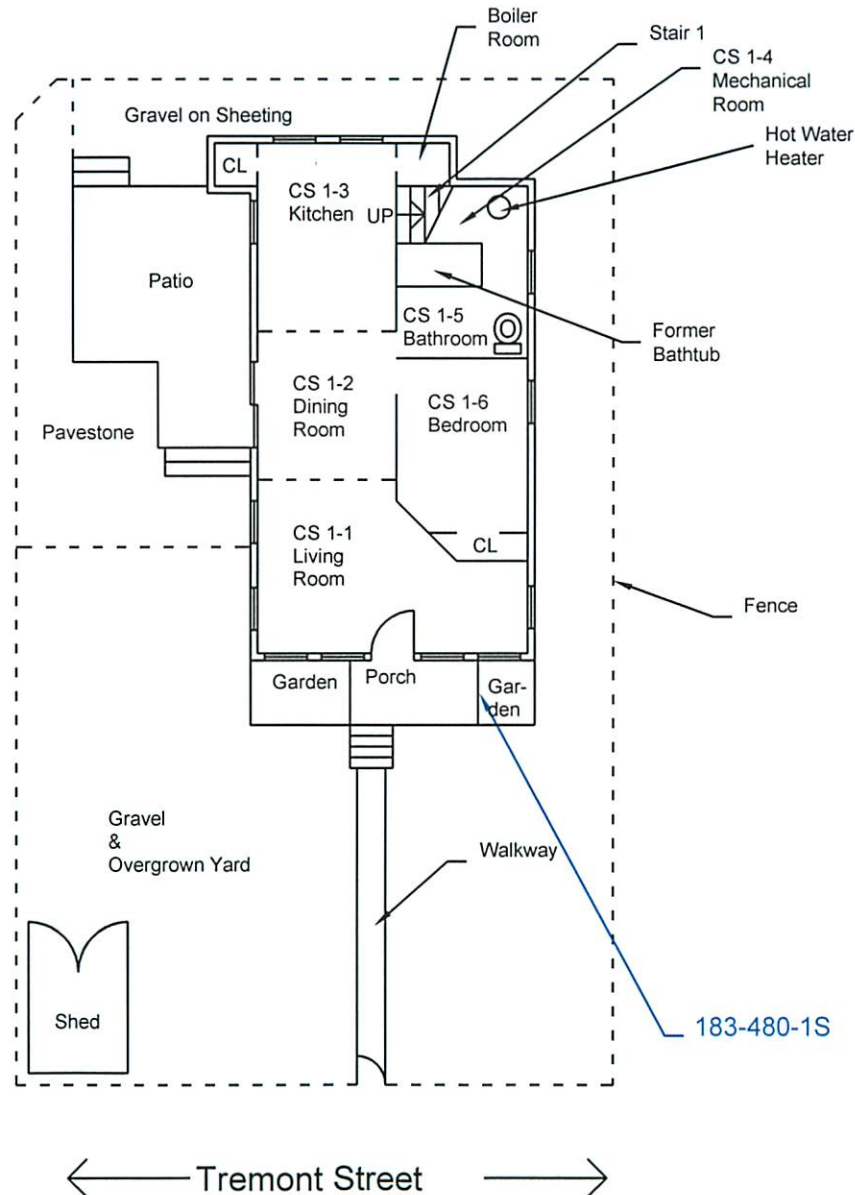 Boiler
Room
Stair 1
CS 1-4
Mechanical
Room
Hot Water
Heater
Gravel on Sheeting
CL
CS 1-3
Kitchen
UP
Patio
CS 1-5
Bathroom
Former
Bathtub
CS 1-2
Dining
Room
CS 1-6
Bedroom
Pavestone
CS 1-1
Living
Room
CL
Fence
Garden
Porch
Gar-
den
Gravel
&
Overgrown Yard
Walkway
Shed
183-480-1S
Tremont Street